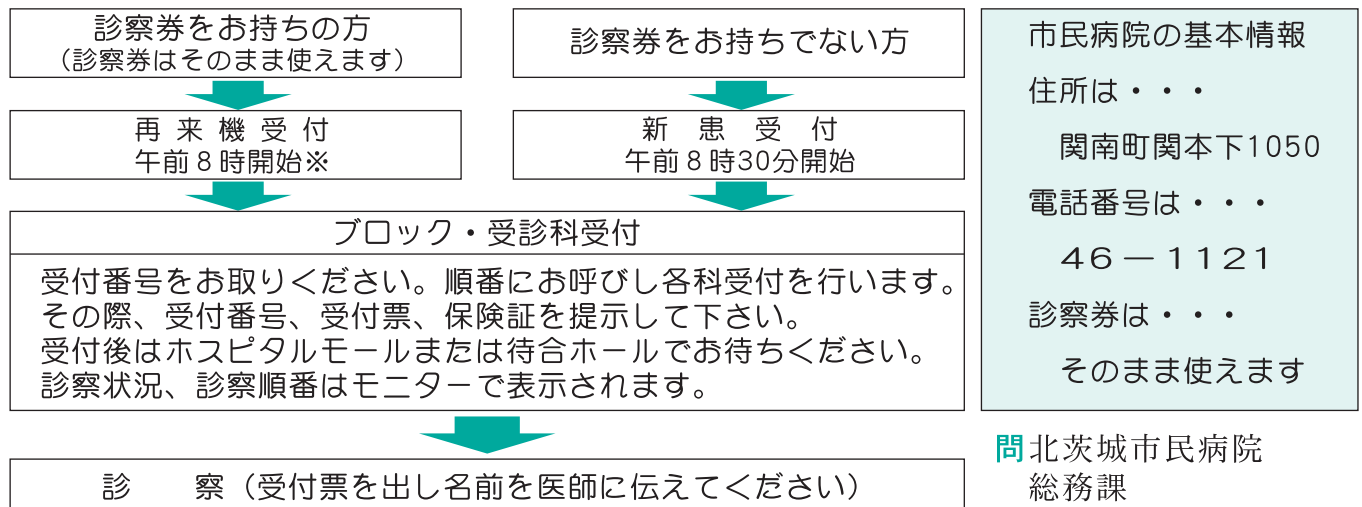 診察券をお持ちの方
（診察券はそのまま使えます）
診察券をお持ちでない方
再来機受付
午前８時開始※
新患受付
午前８時30分開始
ブロック・受診科受付
受付番号をお取りください。順番にお呼びし各科受付を行います。
その際、受付番号、受付票、保険証を提示して下さい。
受付後はホスピタルモールまたは待合ホールでお待ちください。
診察状況、診察順番はモニターで表示されます。
診　察（受付票を出し名前を医師に伝えてください）
市民病院の基本情報
住所は・・・
関南町関本下1050
電話番号は・・・
４６－１１２１
診察券は・・・
そのまま使えます
問北茨城市民病院
総務課